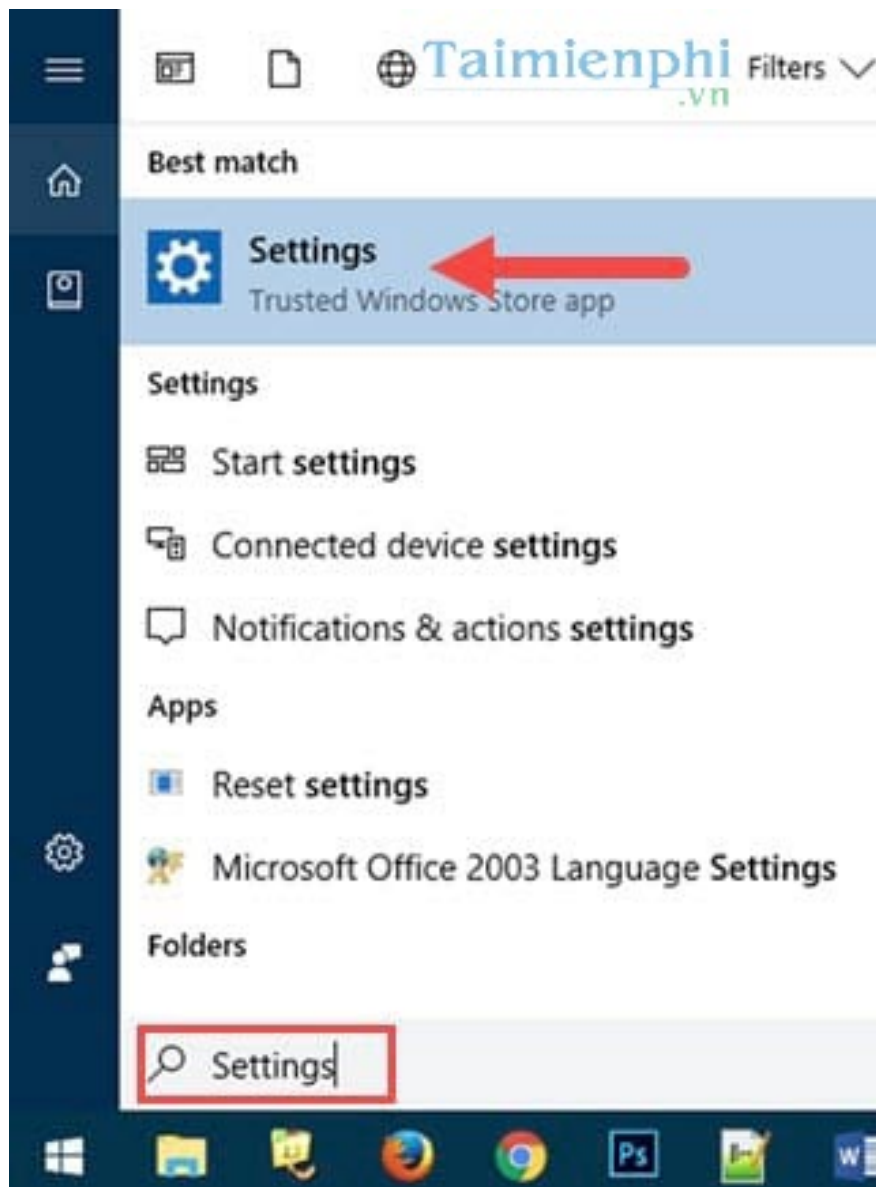 Taimienphi
.vn
Filters
Best match
Settings
Trusted Windows Store app
Settings
Start settings
Connected device settings
Notifications & actions settings
Apps
Reset settings
Microsoft Office 2003 Language Settings
Folders
Settings
Ps
W